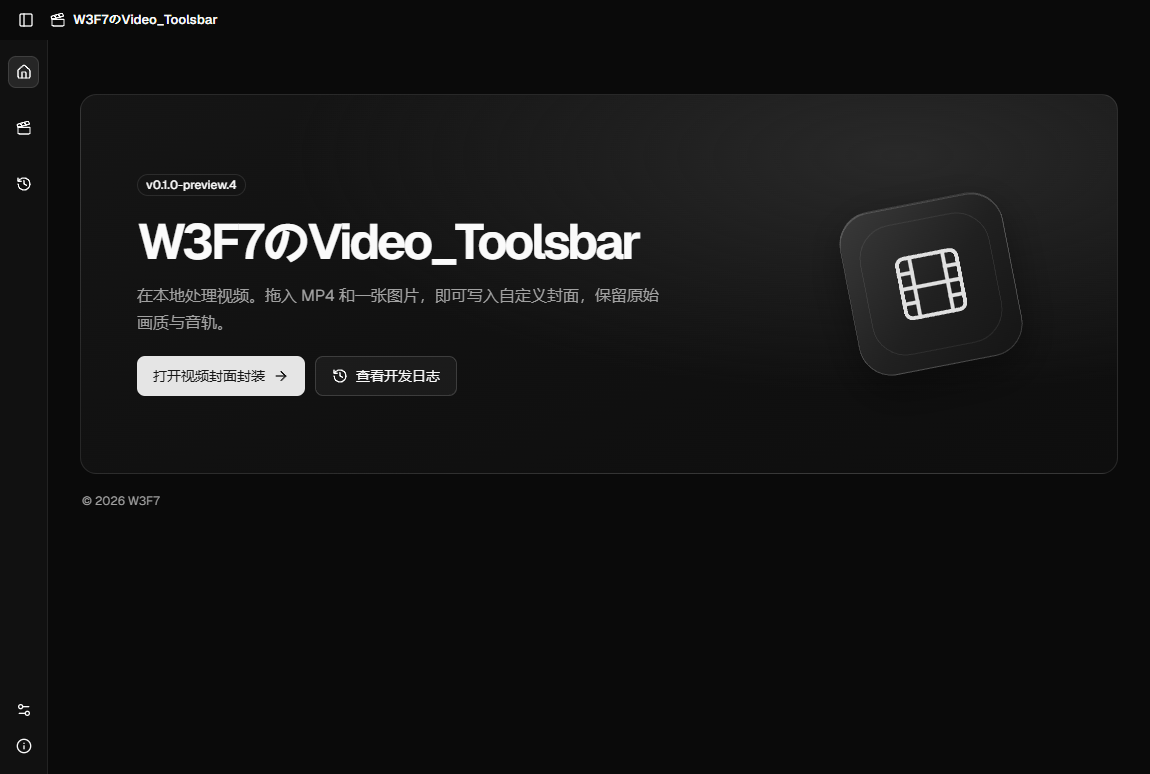 W3F7のVideo_Toolsbar
v0.1.0-preview.4
W3F7のVideo_Toolsbar
在本地处理视频。拖入 MP4 和一张图片，即可写入自定义封面，保留原始
画质与音轨。
打开视频封面封装
查看开发日志
© 2026 W3F7